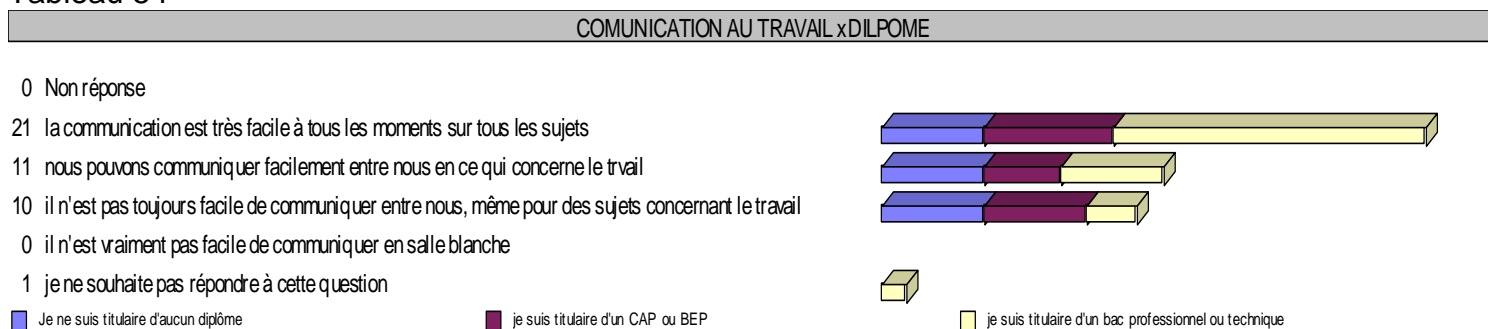 COMUNICATION AU TRAVAIL x DILPOME
0 Non réponse
21 la communication est très facile à tous les moments sur tous les sujets
11 nous pouvons communiquer facilement entre nous en ce qui concerne le trvail
10 il n'est pas toujours facile de communiquer entre nous, même pour des sujets concernant le travail
0 il n'est vraiment pas facile de communiquer en salle blanche
1 je ne souhaite pas répondre à cette question
Je ne suis titulaire d'aucun diplôme je suis titulaire d'un CAP ou BEP je suis titulaire d'un bac professionnel ou technique